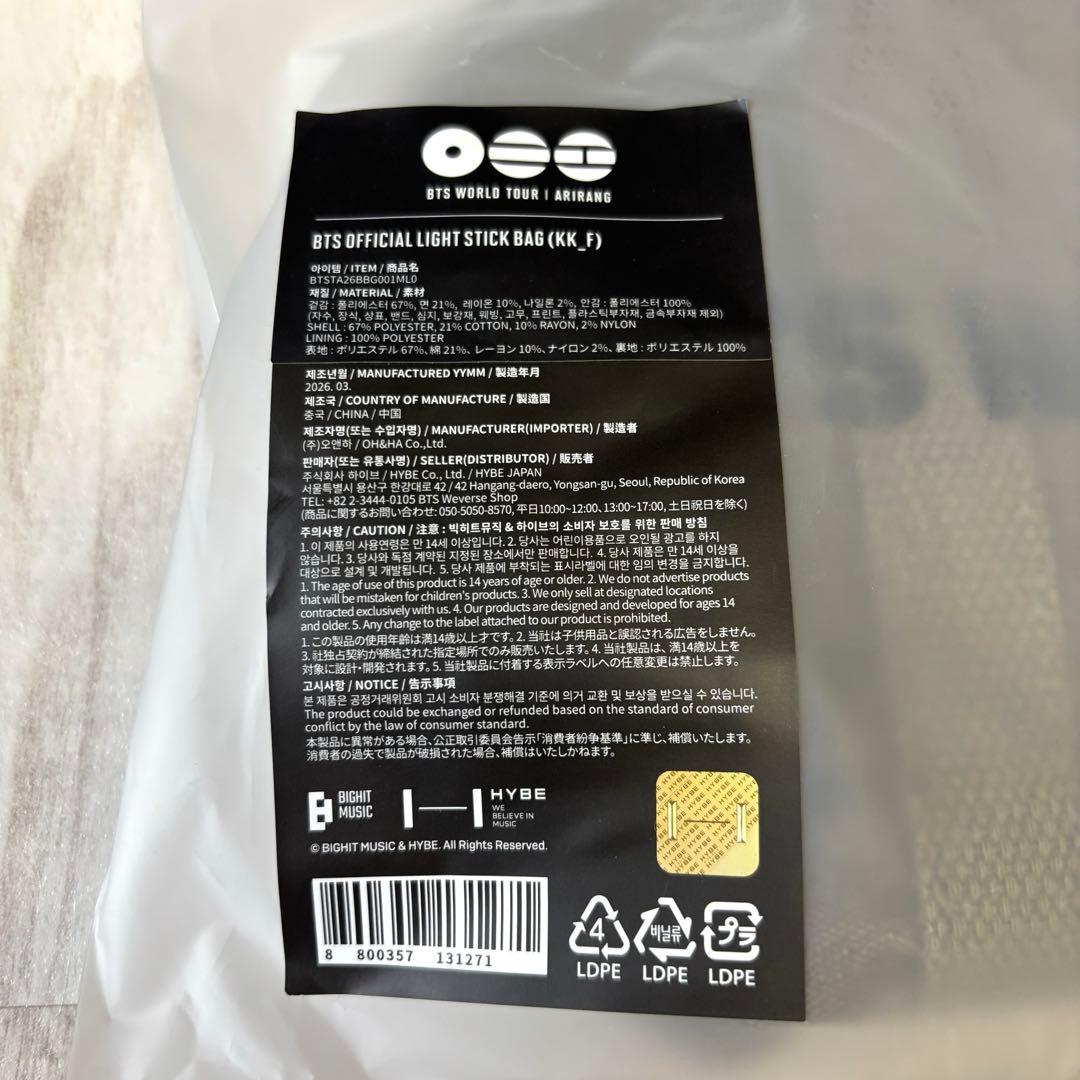 BTS WORLD TOUR | ARIRANG
BTS OFFICIAL LIGHT STICK BAG (KK_F)
아이템 / ITEM / 商品名
BTSTA26BBG001ML0
재질 / MATERIAL / 素材
겉감 : 폴리에스터 67%, 면 21%, 레이온 10%, 나일론 2%, 안감 : 폴리에스터 100%
(자수, 장식, 상표, 밴드, 심지, 보강재, 웨빙, 고무, 프린트, 플라스틱부자재, 금속부자재 제외)
SHELL : 67% POLYESTER, 21% COTTON, 10% RAYON, 2% NYLON
LINING : 100% POLYESTER
表地 : ポリエステル 67%、綿 21%、レーヨン 10%、ナイロン 2%、裏地 : ポリエステル 100%
제조년월 / MANUFACTURED YYMM / 製造年月
2026. 03.
제조국 / COUNTRY OF MANUFACTURE / 製造国
중국 / CHINA / 中国
제조자명(또는 수입자명) / MANUFACTURER(IMPORTER) / 製造者
(주)오앤하 / OH&HA Co.,Ltd.
판매자(또는 유통사명) / SELLER(DISTRIBUTOR) / 販売者
주식회사 하이브 / HYBE Co., Ltd. / HYBE JAPAN
서울특별시 용산구 한강대로 42 / 42 Hangang-daero, Yongsan-gu, Seoul, Republic of Korea
TEL: +82 2-3444-0105 BTS Weverse Shop
(商品に関するお問い合わせ: 050-5050-8570, 平日10:00~12:00、13:00~17:00, 土日祝日を除く)
주의사항 / CAUTION / 注意 : 빅히트뮤직 & 하이브의 소비자 보호를 위한 판매 방침
1. 이 제품의 사용연령은 만 14세 이상입니다. 2. 당사는 어린이용품으로 오인될 광고를 하지
않습니다. 3. 당사와 독점 계약된 지정된 장소에서만 판매합니다. 4. 당사 제품은 만 14세 이상을
대상으로 설계 및 개발됩니다. 5. 당사 제품에 부착되는 표시라벨에 대한 임의 변경을 금지합니다.
1. The age of use of this product is 14 years of age or older. 2. We do not advertise products
that will be mistaken for children's products. 3. We only sell at designated locations
contracted exclusively with us. 4. Our products are designed and developed for ages 14
and older. 5. Any change to the label attached to our product is prohibited.
1. この製品の使用年齢は満14歳以上才です。2. 当社は子供用品と誤認される広告をしません。
3. 社独占契約が締結された指定場所でのみ販売いたします。4. 当社製品は、満14歳以上を
対象に設計・開発されます。5. 当社製品に付着する表示ラベルへの任意変更は禁止します。
고시사항 / NOTICE / 告示事項
본 제품은 공정거래위원회 고시 소비자 분쟁해결 기준에 의거 교환 및 보상을 받으실 수 있습니다.
The product could be exchanged or refunded based on the standard of consumer
conflict by the law of consumer standard.
本製品に異常がある場合、公正取引委員会告示「消費者紛争基準」に準じ、補償いたします。
消費者の過失で製品が破損された場合、補償はいたしかねます。
BIGHIT
MUSIC
HYBE
WE
BELIEVE IN
MUSIC
© BIGHIT MUSIC & HYBE. All Rights Reserved.
8 800357 131271
4
LDPE
비닐류
LDPE
プラ
LDPE